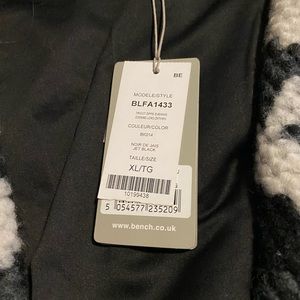 BE
MODELE/STYLE
BLFA1433
COULEUR/COLOR
BK014
NOIR DE JAIS
JET BLACK
TAILLE/SIZE
XL/TG
10199438
5 054577 235209
www.bench.co.uk